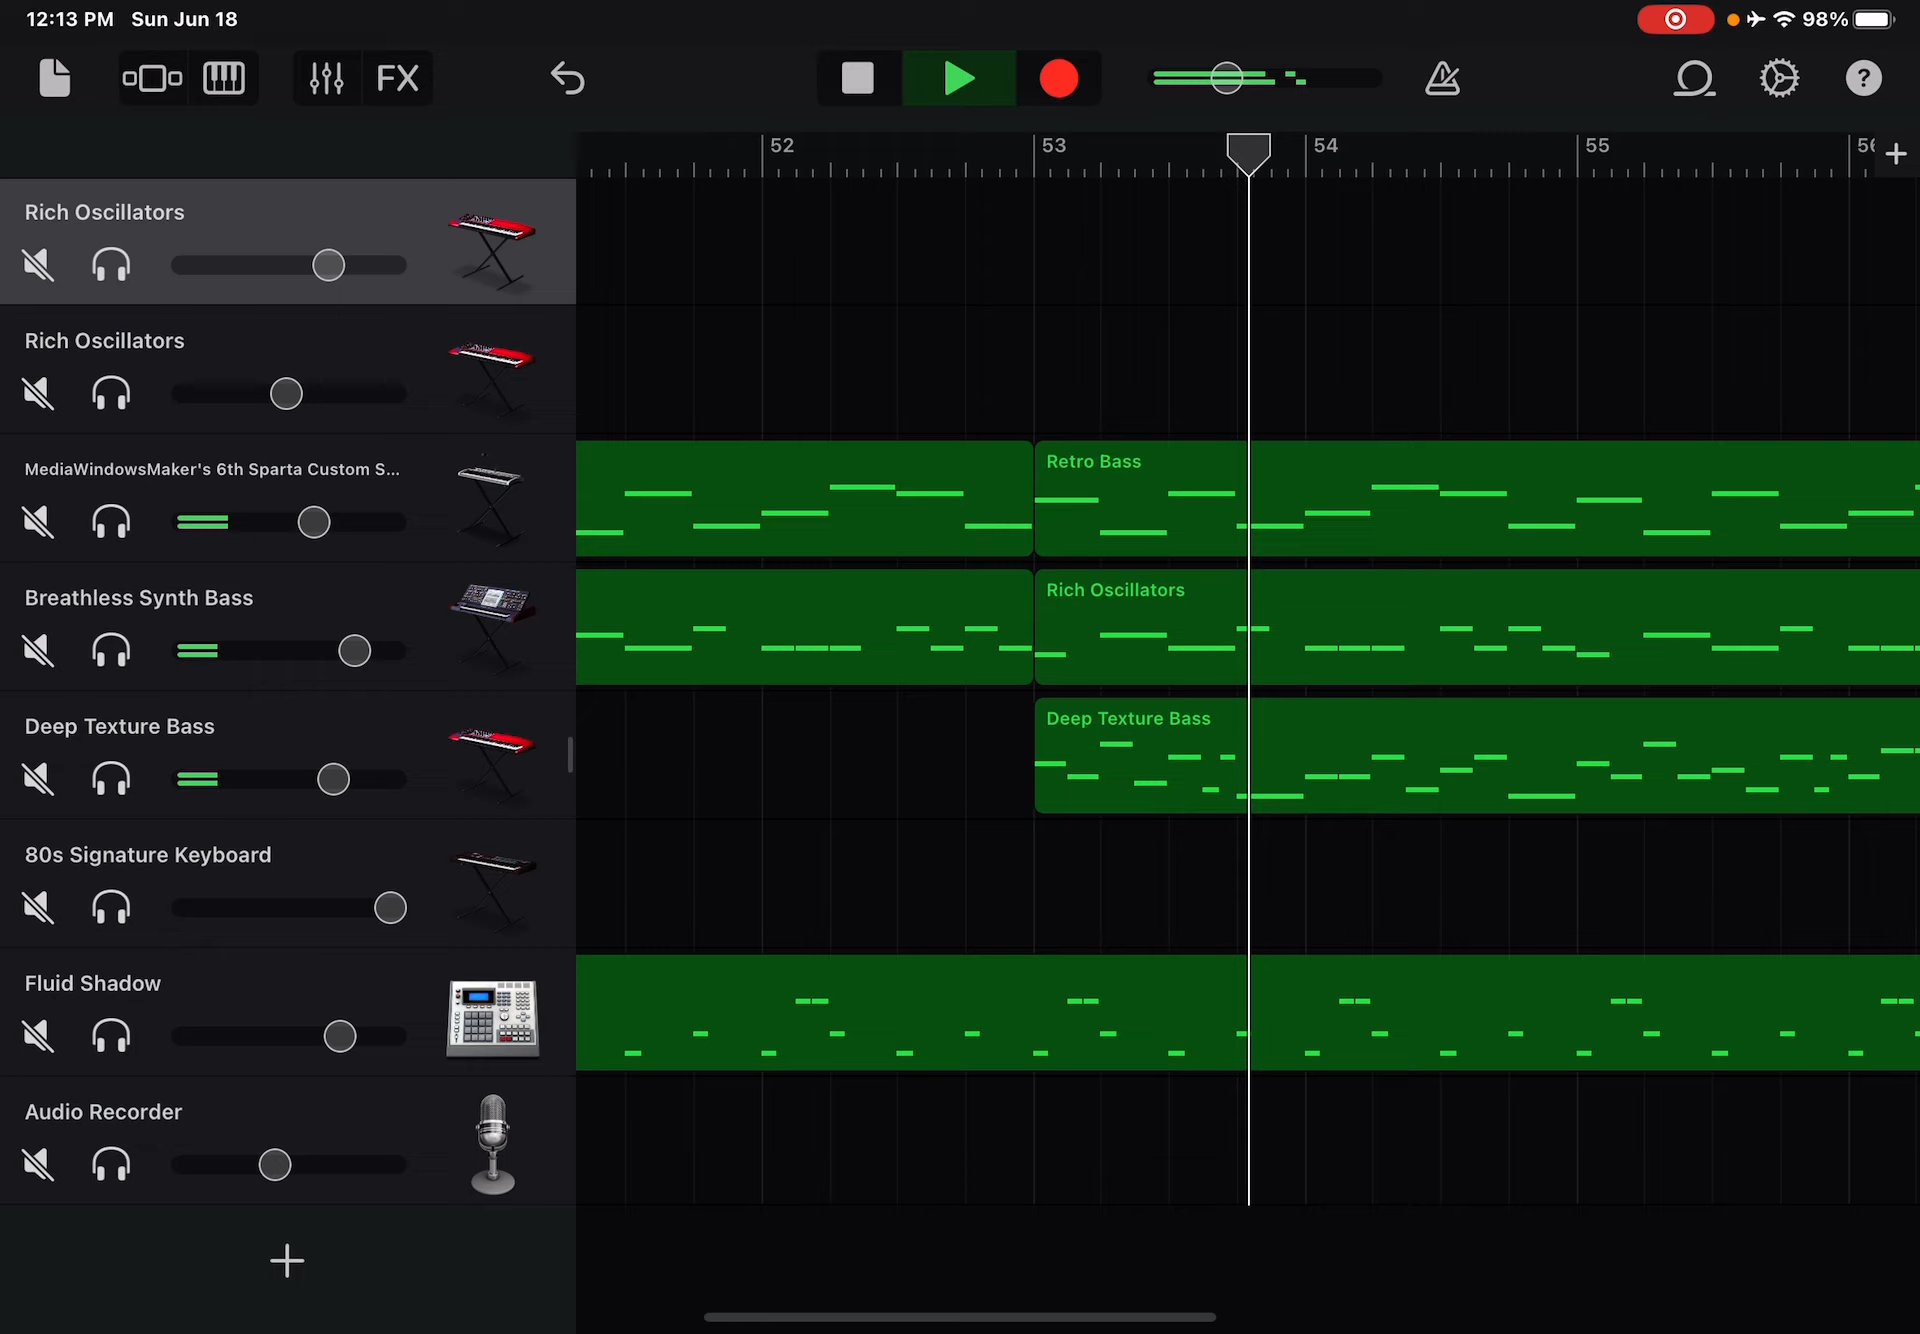 12:13 PM Sun Jun 18
98%
FX
?
52 53 54 55
Rich Oscillators
Rich Oscillators
MediaWindowsMaker's 6th Sparta Custom S...
Retro Bass
Breathless Synth Bass
Rich Oscillators
Deep Texture Bass
Deep Texture Bass
80s Signature Keyboard
Fluid Shadow
Audio Recorder